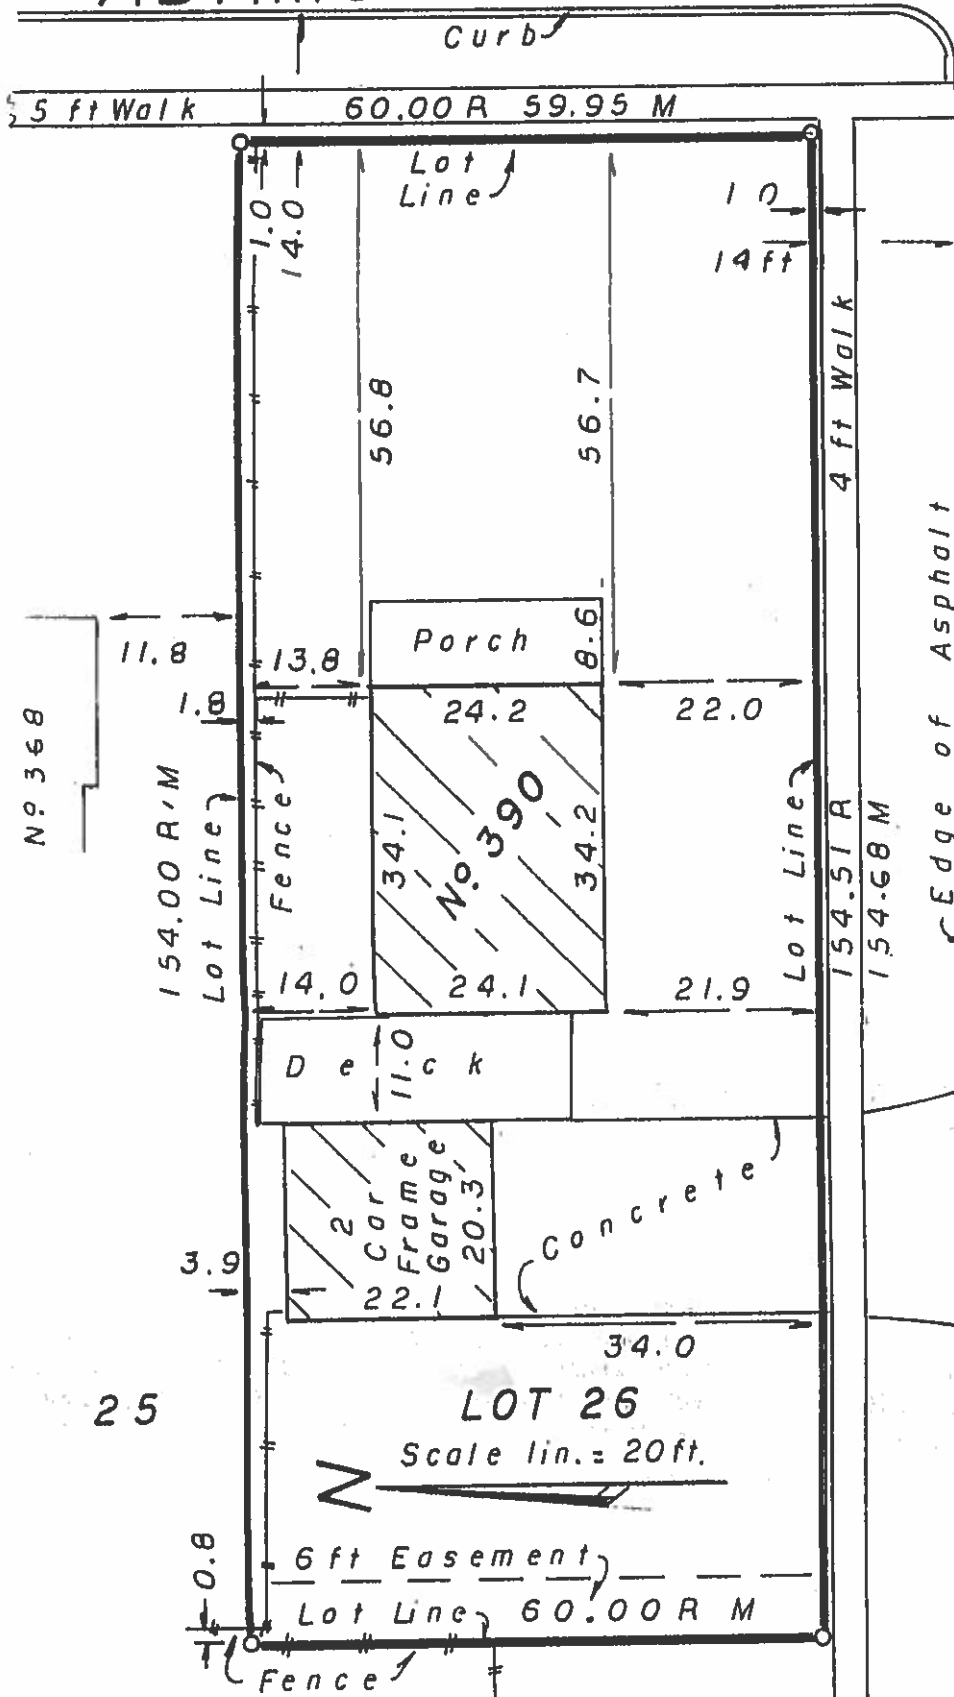 Curb
5 ft Walk
60.00 R 59.95 M
Lot
Line
1.0
14.0
1 0
14 ft
56.8
56.7
4 ft Walk
Edge of Asphalt
Porch
8.6
11.8
13.8
1.8
24.2
22.0
No 368
154.00 R/M
Lot Line
Fence
34.1
No. 390
34.2
Lot Line
154.51 R
154.68 M
14.0
24.1
21.9
Deck
11.0
2
Car
Frame
Garage
20.3'
22.1
3.9
Concrete
34.0
25
LOT 26
Scale 1in. = 20 ft.
N
0.8
6 ft Easement
Lot Line
60.00 R M
Fence